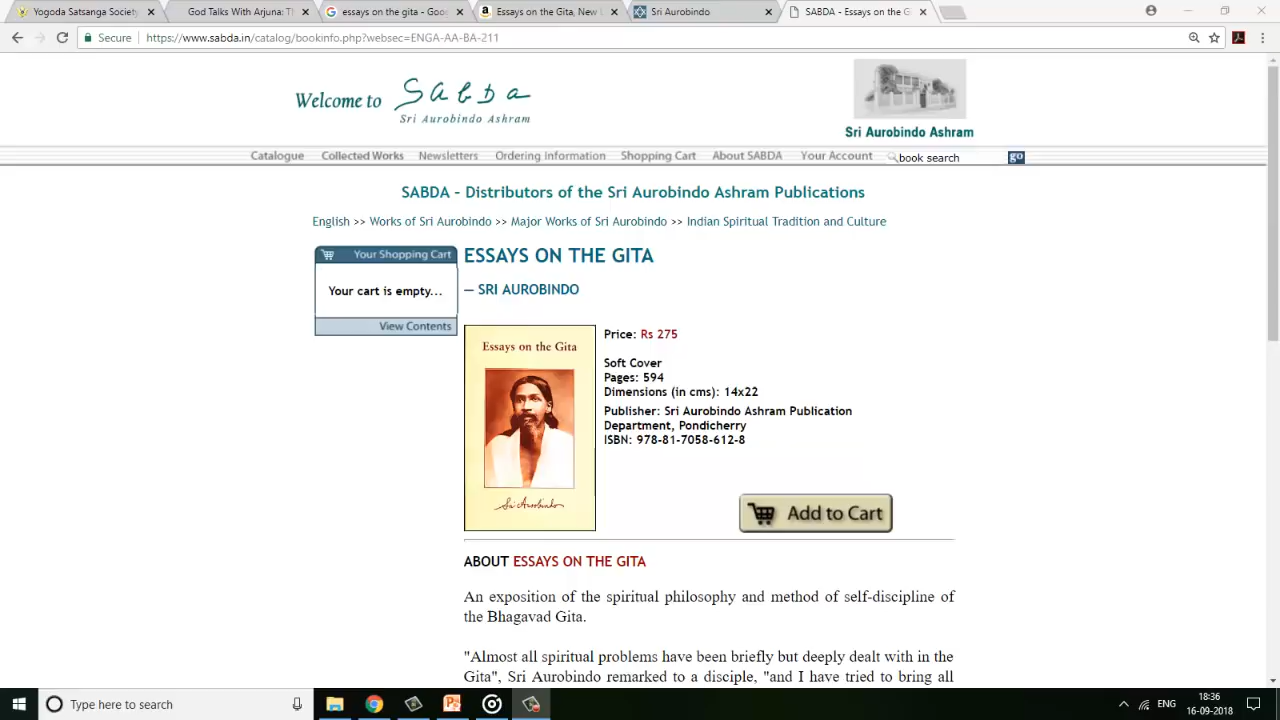 Yogoda Satsanga Society
God Talks With Arjuna: Th
essays on the gita - Goo
Essays on the Gita, New
Sri Aurobindo
SABDA - Essays on the G
Secure
https://www.sabda.in/catalog/bookinfo.php?websec=ENGA-AA-BA-211
Welcome to SABDA
Sri Aurobindo Ashram
Sri Aurobindo Ashram
Catalogue Collected Works Newsletters Ordering Information Shopping Cart About SABDA Your Account book search go
SABDA – Distributors of the Sri Aurobindo Ashram Publications
English >> Works of Sri Aurobindo >> Major Works of Sri Aurobindo >> Indian Spiritual Tradition and Culture
Your Shopping Cart
Your cart is empty...
View Contents
ESSAYS ON THE GITA
— SRI AUROBINDO
Essays on the Gita
Sri Aurobindo
Price: Rs 275
Soft Cover
Pages: 594
Dimensions (in cms): 14x22
Publisher: Sri Aurobindo Ashram Publication
Department, Pondicherry
ISBN: 978-81-7058-612-8
Add to Cart
ABOUT ESSAYS ON THE GITA
An exposition of the spiritual philosophy and method of self-discipline of
the Bhagavad Gita.
"Almost all spiritual problems have been briefly but deeply dealt with in the
Gita", Sri Aurobindo remarked to a disciple, "and I have tried to bring all
Type here to search
ENG
18:36
16-09-2018